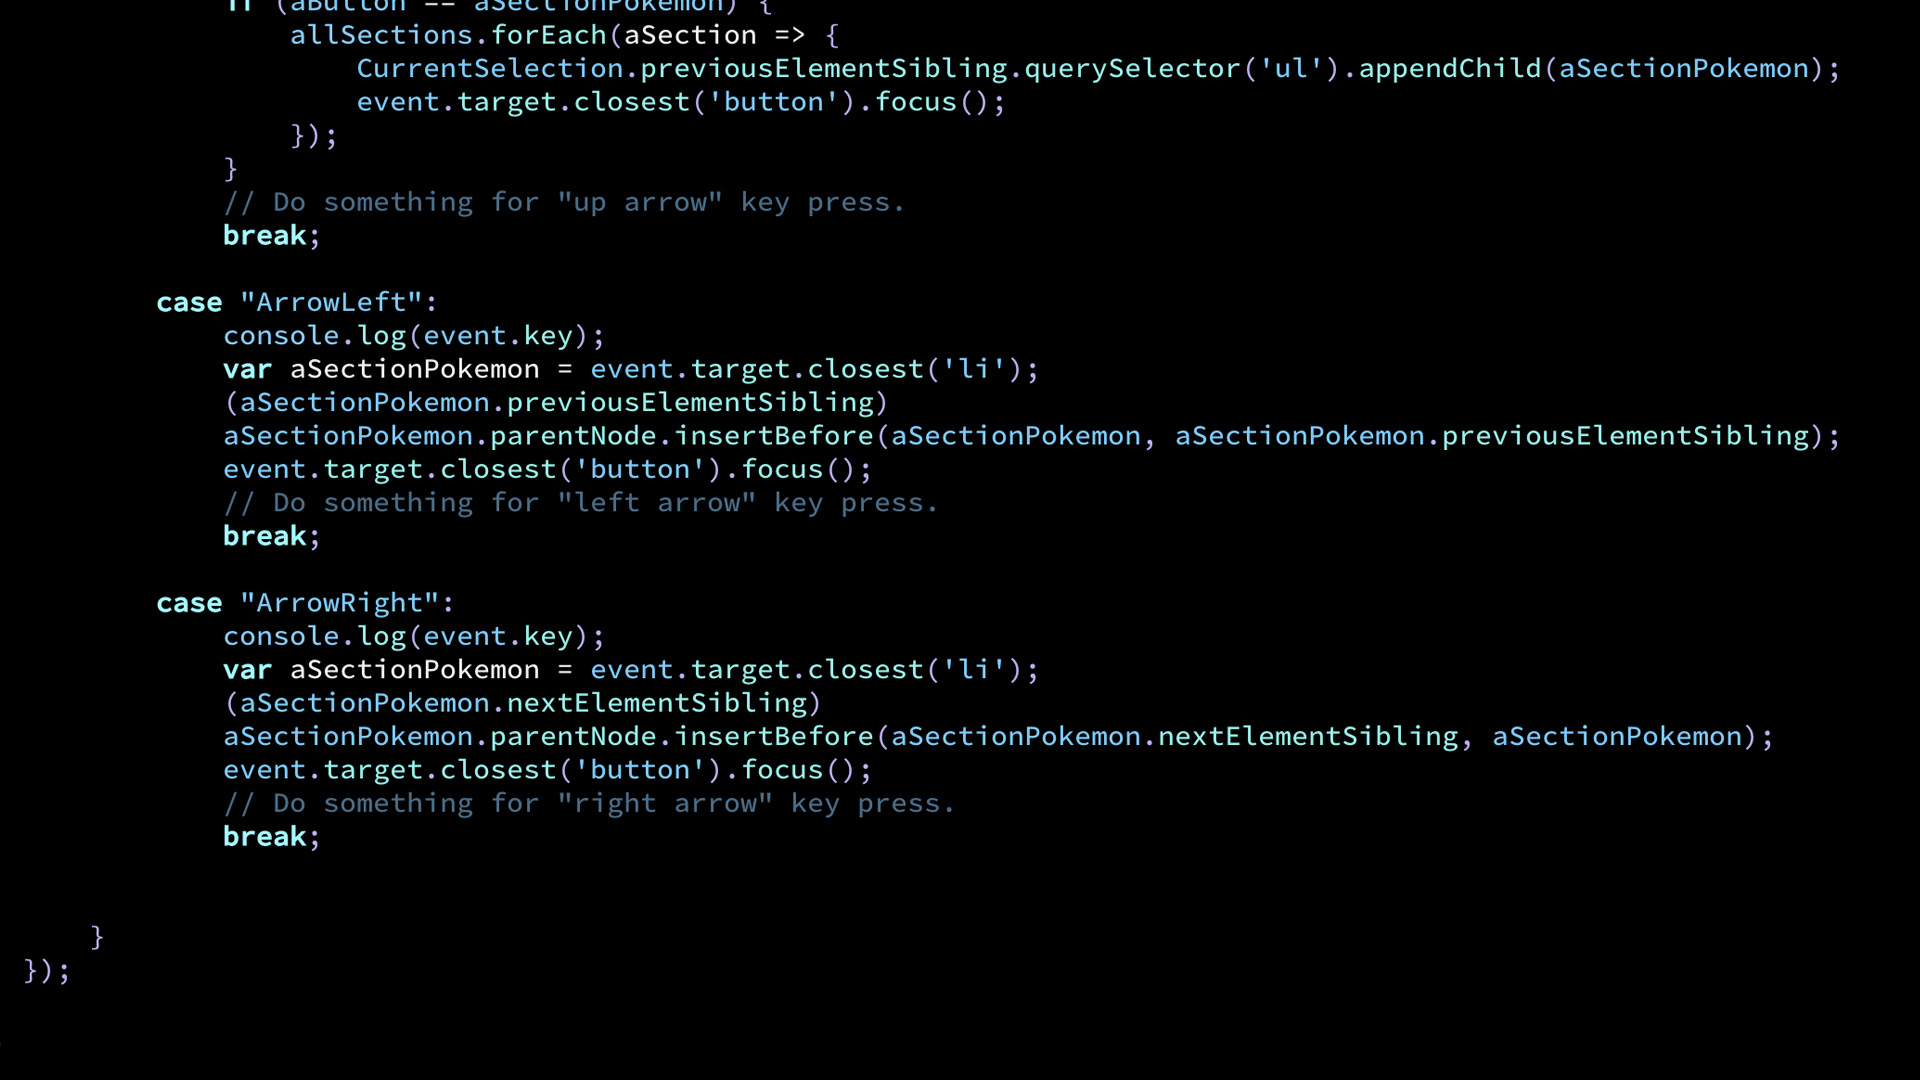 if (aButton == aSectionPokemon) {
allSections.forEach(aSection => {
CurrentSelection.previousElementSibling.querySelector('ul').appendChild(aSectionPokemon);
event.target.closest('button').focus();
});
}
// Do something for "up arrow" key press.
break;
case "ArrowLeft":
console.log(event.key);
var aSectionPokemon = event.target.closest('li');
(aSectionPokemon.previousElementSibling)
aSectionPokemon.parentNode.insertBefore(aSectionPokemon, aSectionPokemon.previousElementSibling);
event.target.closest('button').focus();
// Do something for "left arrow" key press.
break;
case "ArrowRight":
console.log(event.key);
var aSectionPokemon = event.target.closest('li');
(aSectionPokemon.nextElementSibling)
aSectionPokemon.parentNode.insertBefore(aSectionPokemon.nextElementSibling, aSectionPokemon);
event.target.closest('button').focus();
// Do something for "right arrow" key press.
break;
}
});